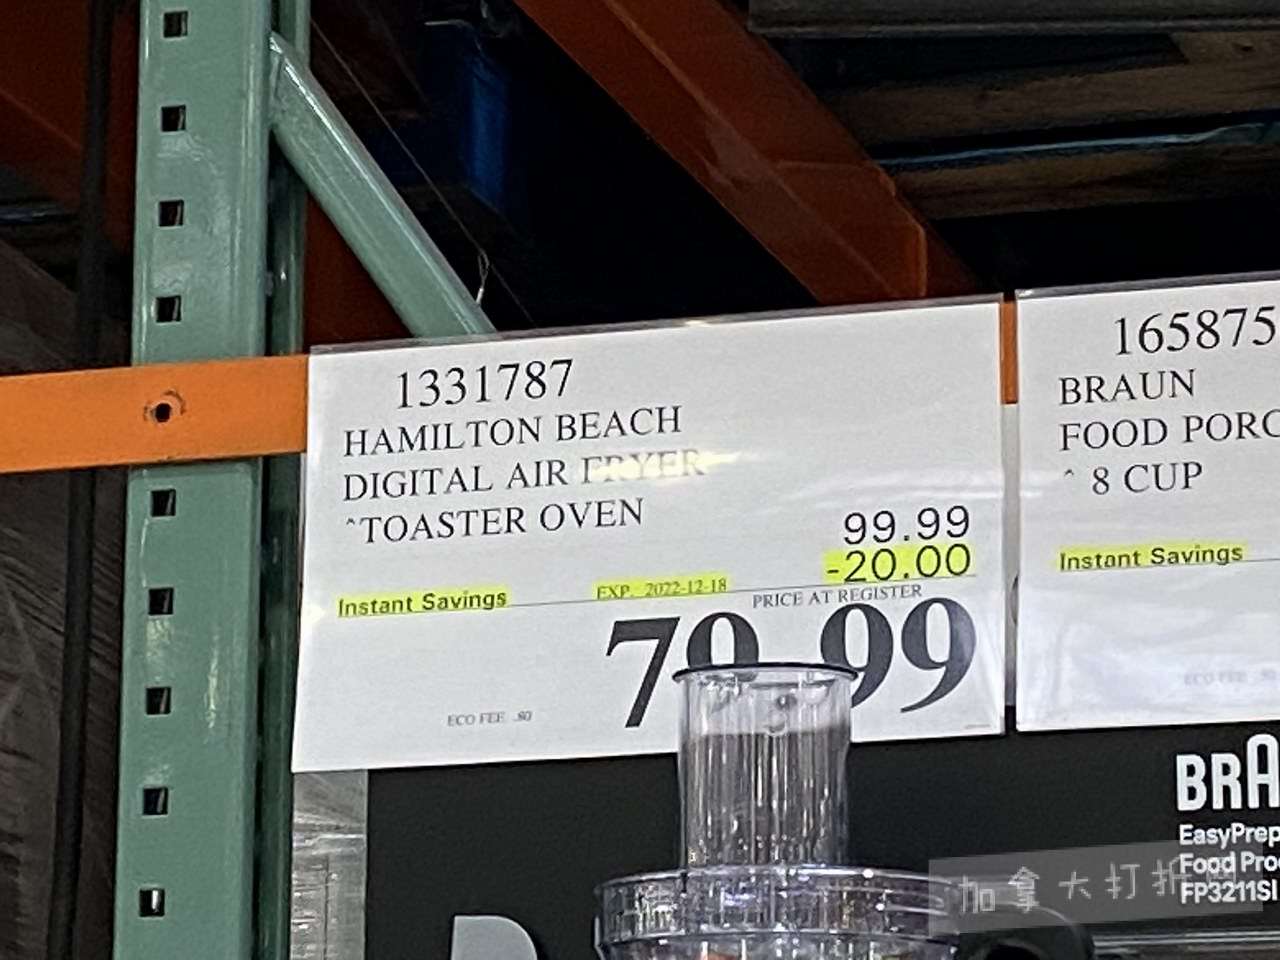 1331787
HAMILTON BEACH
DIGITAL AIR FRYER
^TOASTER OVEN
99.99
-20.00
Instant Savings
EXP. 2022-12-18
PRICE AT REGISTER
79.99
ECO FEE .80
165875
BRAUN
FOOD PORC
^ 8 CUP
Instant Savings
ECO FEE
BRA
EasyPrep
Food Pro
FP3211SI
加拿大打折